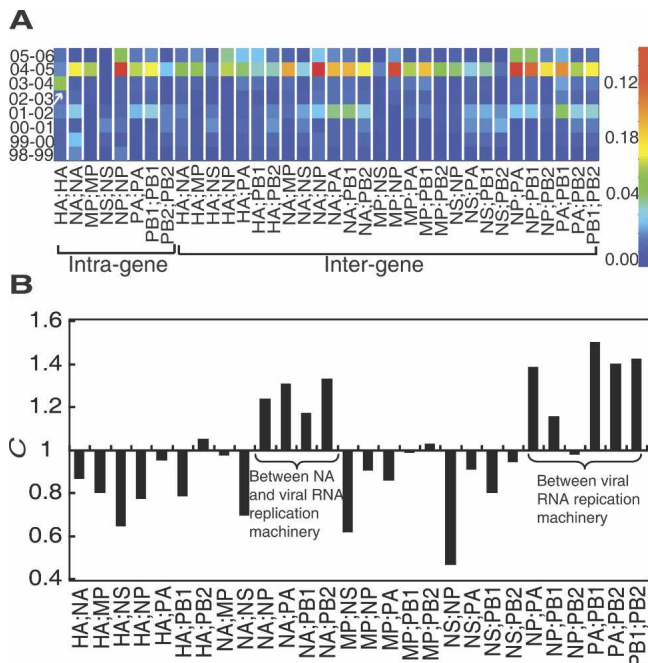 A
05-06
04-05
03-04
02-03
01-02
00-01
99-00
98-99
0.12
0.18
0.04
0.00
HA;HA
NA;NA
MP;MP
NS;NS
NP;NP
PA;PA
PB1;PB1
PB2;PB2
HA;NA
HA;MP
HA;NS
HA;NP
HA;PA
HA;PB1
HA;PB2
NA;MP
NA;NS
NA;NP
NA;PA
NA;PB1
NA;PB2
MP;NS
MP;NP
MP;PA
MP;PB1
MP;PB2
NS;NP
NS;PA
NS;PB1
NS;PB2
NP;PA
NP;PB1
NP;PB2
PA;PB1
PA;PB2
PB1;PB2
Intra-gene
Inter-gene
B
1.6
1.4
1.2
1
0.8
0.6
0.4
C
Between NA
and viral RNA
replication
machinery
Between viral
RNA repication
machinery
HA;NA
HA;MP
HA;NS
HA;NP
HA;PA
HA;PB1
HA;PB2
NA;MP
NA;NS
NA;NP
NA;PA
NA;PB1
NA;PB2
MP;NS
MP;NP
MP;PA
MP;PB1
MP;PB2
NS;NP
NS;PA
NS;PB1
NS;PB2
NP;PA
NP;PB1
NP;PB2
PA;PB1
PA;PB2
PB1;PB2